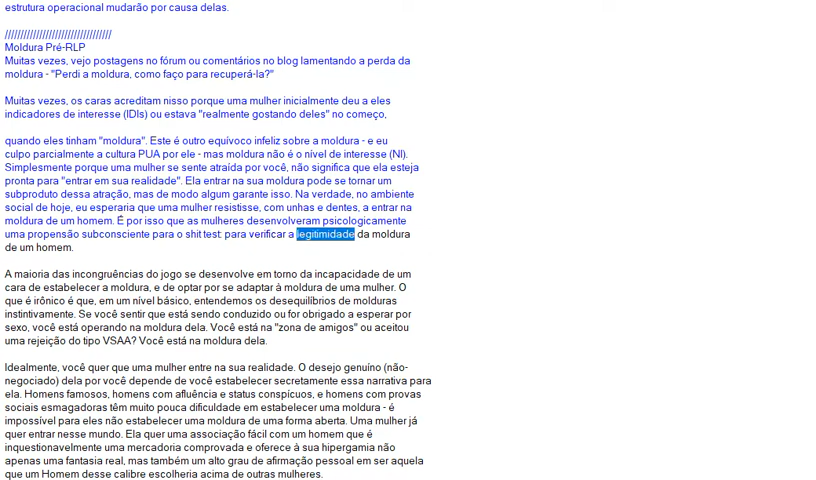 estrutura operacional mudarão por causa delas.
//////////////////////////////////
Moldura Pré-RLP
Muitas vezes, vejo postagens no fórum ou comentários no blog lamentando a perda da
moldura - "Perdi a moldura, como faço para recuperá-la?"
Muitas vezes, os caras acreditam nisso porque uma mulher inicialmente deu a eles
indicadores de interesse (IDIs) ou estava "realmente gostando deles" no começo,
quando eles tinham "moldura". Este é outro equívoco infeliz sobre a moldura - e eu
culpo parcialmente a cultura PUA por ele - mas moldura não é o nível de interesse (NI).
Simplesmente porque uma mulher se sente atraída por você, não significa que ela esteja
pronta para "entrar em sua realidade". Ela entrar na sua moldura pode se tornar um
subproduto dessa atração, mas de modo algum garante isso. Na verdade, no ambiente
social de hoje, eu esperaria que uma mulher resistisse, com unhas e dentes, a entrar na
moldura de um homem. É por isso que as mulheres desenvolveram psicologicamente
uma propensão subconsciente para o shit test: para verificar a legitimidade da moldura
de um homem.
A maioria das incongruências do jogo se desenvolve em torno da incapacidade de um
cara de estabelecer a moldura, e de optar por se adaptar à moldura de uma mulher. O
que é irônico é que, em um nível básico, entendemos os desequilíbrios de molduras
instintivamente. Se você sentir que está sendo conduzido ou for obrigado a esperar por
sexo, você está operando na moldura dela. Você está na "zona de amigos" ou aceitou
uma rejeição do tipo VSAA? Você está na moldura dela.
Idealmente, você quer que uma mulher entre na sua realidade. O desejo genuíno (não-
negociado) dela por você depende de você estabelecer secretamente essa narrativa para
ela. Homens famosos, homens com afluência e status conspícuos, e homens com provas
sociais esmagadoras têm muito pouca dificuldade em estabelecer uma moldura - é
impossível para eles não estabelecer uma moldura de uma forma aberta. Uma mulher já
quer entrar nesse mundo. Ela quer uma associação fácil com um homem que é
inquestionavelmente uma mercadoria comprovada e oferece à sua hipergamia não
apenas uma fantasia real, mas também um alto grau de afirmação pessoal em ser aquela
que um Homem desse calibre escolheria acima de outras mulheres.